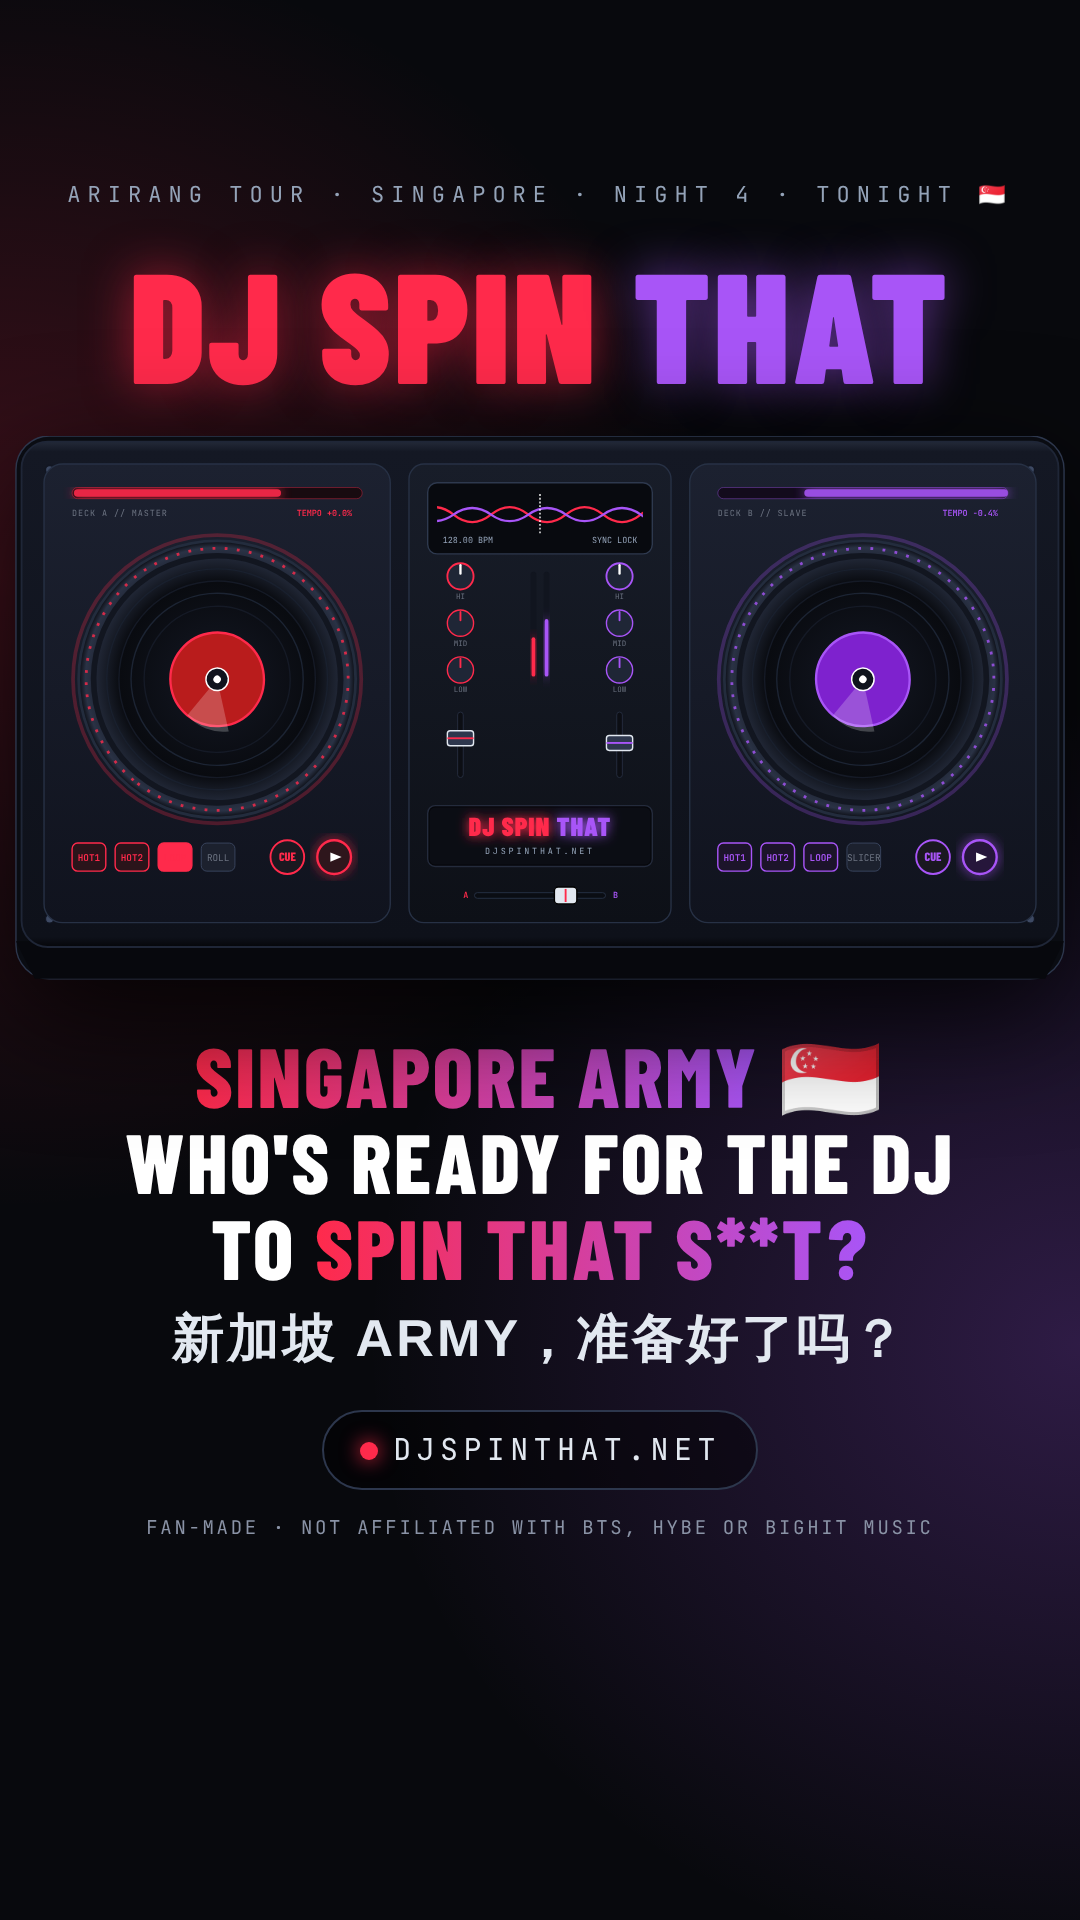 ARIRANG TOUR · SINGAPORE · NIGHT 4 · TONIGHT
DJ SPIN THAT
DECK A // MASTER
TEMPO +0.0%
128.00 BPM
SYNC LOCK
DECK B // SLAVE
TEMPO -0.4%
HI
HI
MID
MID
LOW
LOW
DJ SPIN THAT
DJSPINTHAT.NET
HOT1
HOT2
ROLL
CUE
HOT1
HOT2
LOOP
SLICER
CUE
A
B
SINGAPORE ARMY
WHO'S READY FOR THE DJ
TO SPIN THAT S**T?
新加坡 ARMY，准备好了吗？
DJSPINTHAT.NET
FAN-MADE · NOT AFFILIATED WITH BTS, HYBE OR BIGHIT MUSIC